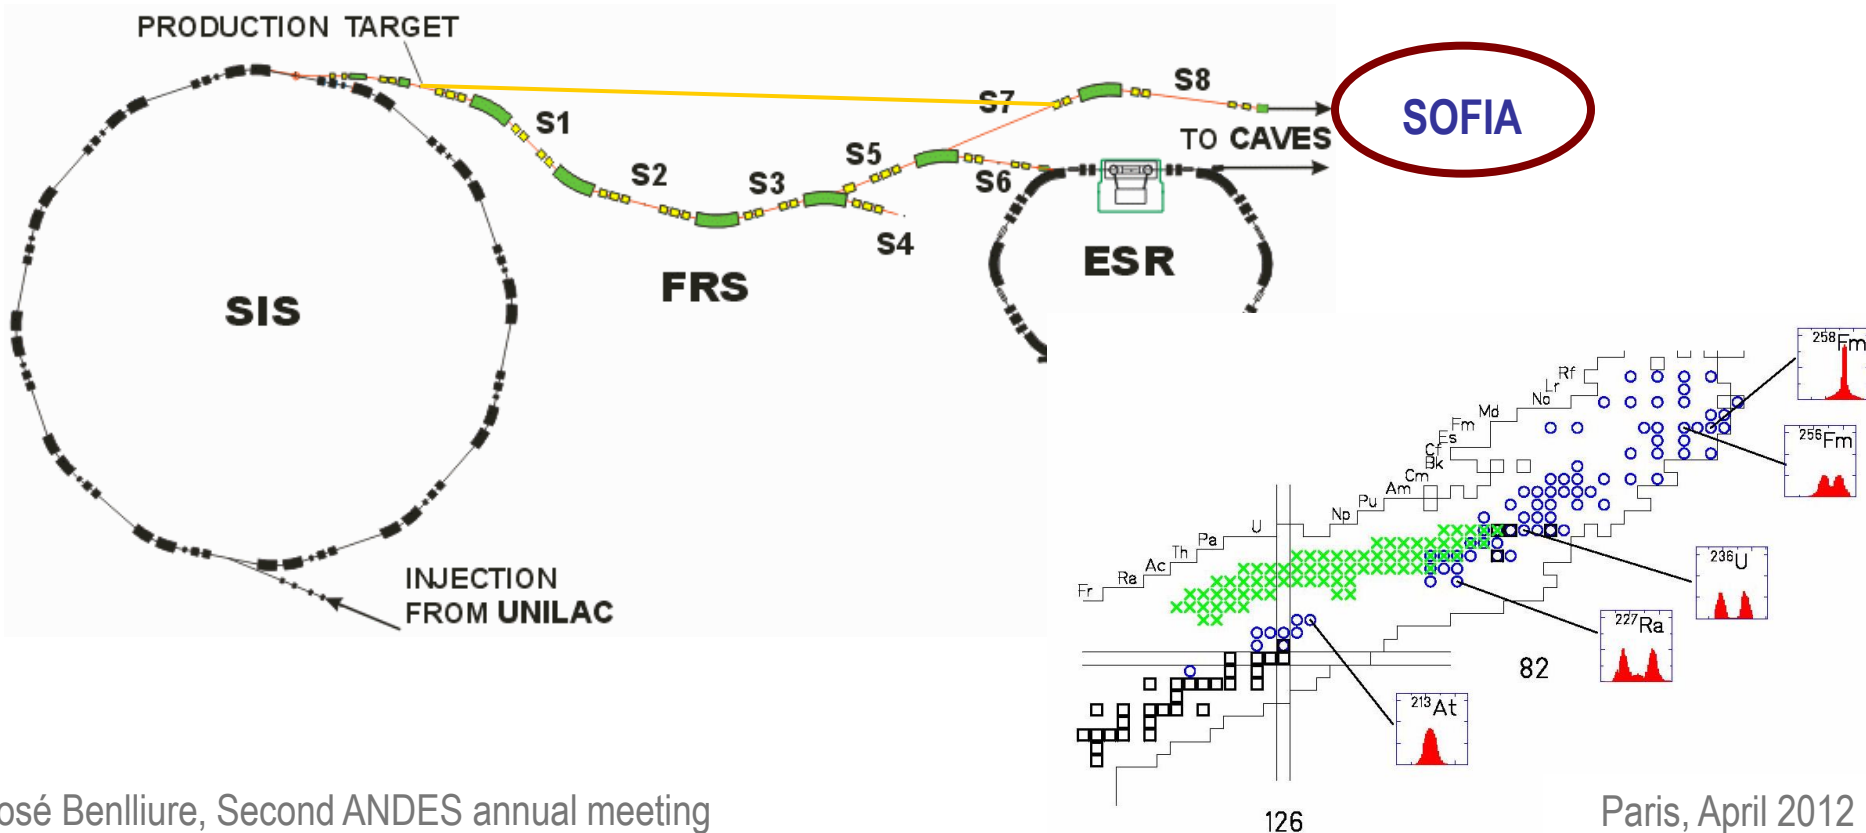 PRODUCTION TARGET
S8
S7
SOFIA
S1
TO CAVES
S5
S2
S3
S6
S4
ESR
FRS
SIS
INJECTION
FROM UNILAC
258Fm
Rf
Lr
No
Md
Fm
Es
Cf
Bk
Cm
Am
Pu
Np
U
Pa
Th
Ac
Ra
Fr
256Fm
236U
227Ra
82
213At
126
osé Benlliure, Second ANDES annual meeting
Paris, April 2012